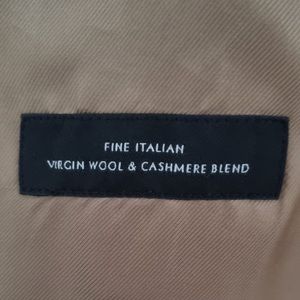 FINE ITALIAN
VIRGIN WOOL & CASHMERE BLEND